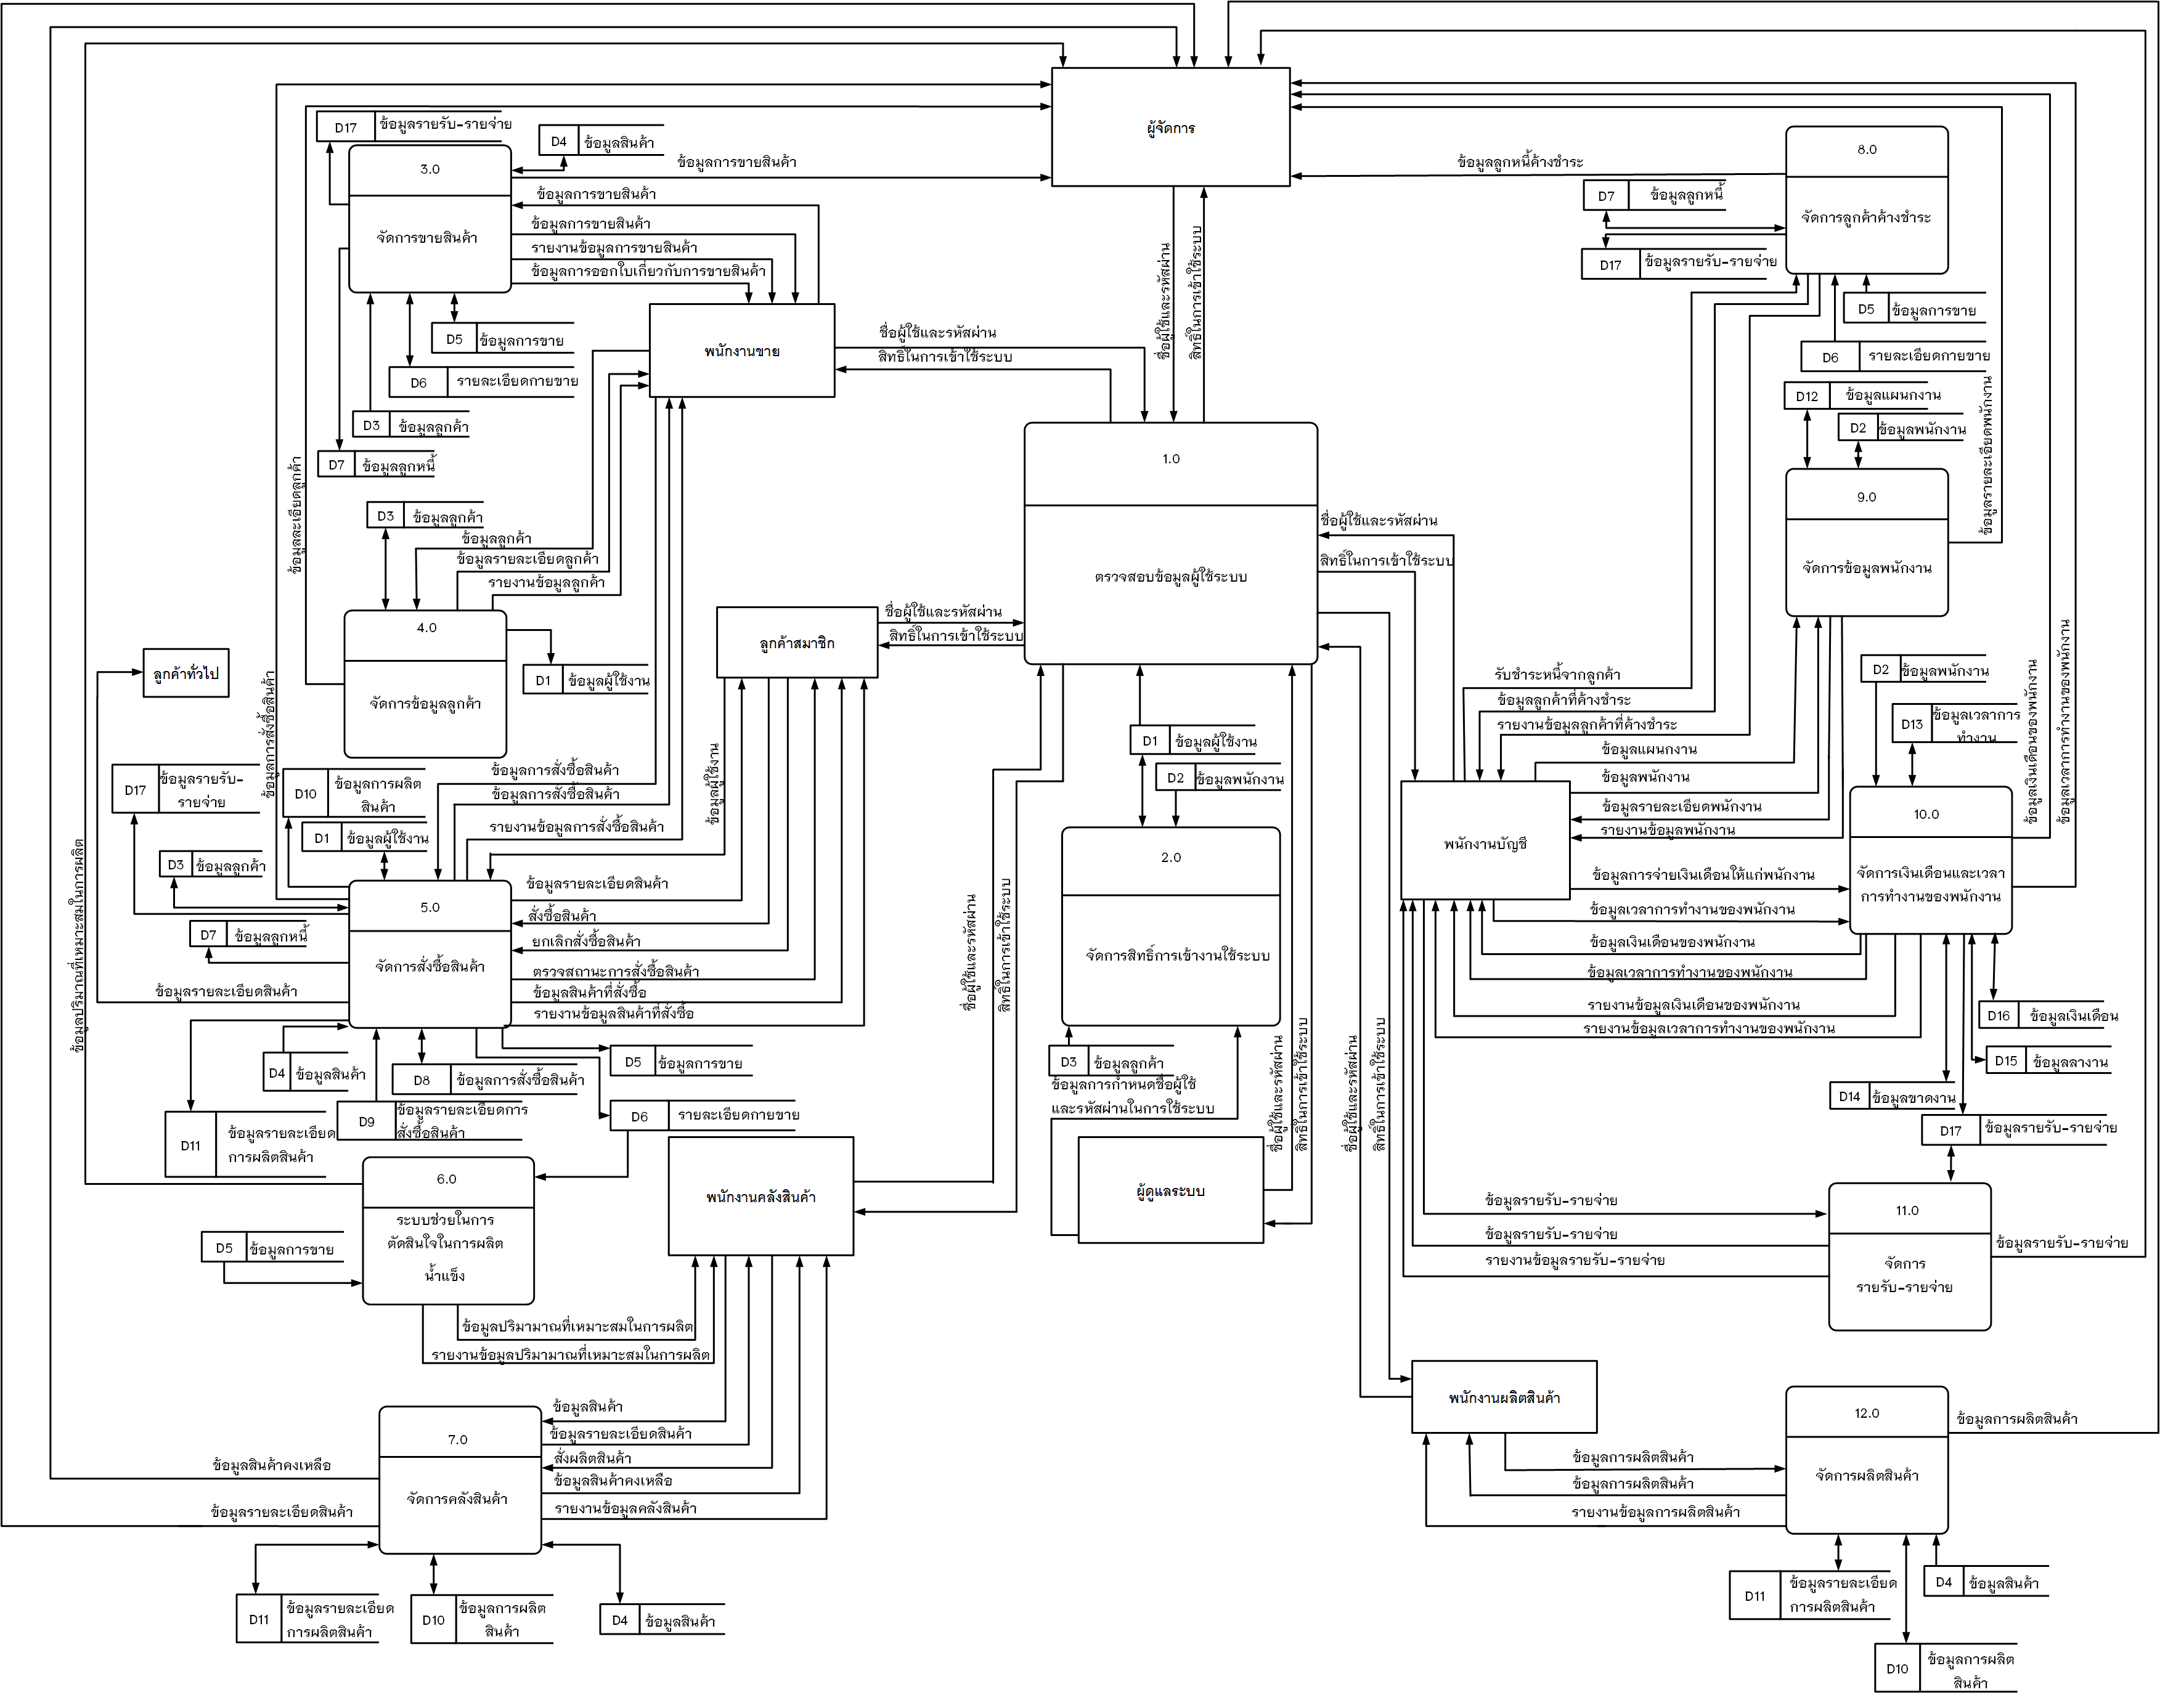 ผู้จัดการ
D17
ข้อมูลรายรับ-รายจ่าย
D4
ข้อมูลสินค้า
3.0
จัดการขายสินค้า
ข้อมูลการขายสินค้า
ข้อมูลการขายสินค้า
ข้อมูลการขายสินค้า
รายงานข้อมูลการขายสินค้า
ข้อมูลการออกใบเกี่ยวกับการขายสินค้า
D5
ข้อมูลการขาย
D6
รายละเอียดกายขาย
D3
ข้อมูลลูกค้า
D7
ข้อมูลลูกหนี้
พนักงานขาย
ชื่อผู้ใช้และรหัสผ่าน
สิทธิ์ในการเข้าใช้ระบบ
ชื่อผู้ใช้และรหัสผ่าน
สิทธิ์ในการเข้าใช้ระบบ
ข้อมูลลูกหนี้ค้างชำระ
8.0
จัดการลูกค้าค้างชำระ
D7
ข้อมูลลูกหนี้
D17
ข้อมูลรายรับ-รายจ่าย
D5
ข้อมูลการขาย
D6
รายละเอียดกายขาย
D12
ข้อมูลแผนกงาน
D2
ข้อมูลพนักงาน
ข้อมูลรายละเอียดพนักงาน
9.0
จัดการข้อมูลพนักงาน
1.0
ตรวจสอบข้อมูลผู้ใช้ระบบ
ชื่อผู้ใช้และรหัสผ่าน
สิทธิ์ในการเข้าใช้ระบบ
ข้อมูลละเอียดลูกค้า
D3
ข้อมูลลูกค้า
ข้อมูลลูกค้า
ข้อมูลรายละเอียดลูกค้า
รายงานข้อมูลลูกค้า
4.0
จัดการข้อมูลลูกค้า
D1
ข้อมูลผู้ใช้งาน
ลูกค้าสมาชิก
ชื่อผู้ใช้และรหัสผ่าน
สิทธิ์ในการเข้าใช้ระบบ
ลูกค้าทั่วไป
ข้อมูลการสั่งซื้อสินค้า
ข้อมูลผู้ใช้งาน
D1
ข้อมูลผู้ใช้งาน
D2
ข้อมูลพนักงาน
2.0
จัดการสิทธิ์การเข้างานใช้ระบบ
D3
ข้อมูลลูกค้า
ข้อมูลการกำหนดชื่อผู้ใช้
และรหัสผ่านในการใช้ระบบ
ผู้ดูแลระบบ
ชื่อผู้ใช้และรหัสผ่าน
สิทธิ์ในการเข้าใช้ระบบ
ชื่อผู้ใช้และรหัสผ่าน
สิทธิ์ในการเข้าใช้ระบบ
ชื่อผู้ใช้และรหัสผ่าน
สิทธิ์ในการเข้าใช้ระบบ
รับชำระหนี้จากลูกค้า
ข้อมูลลูกค้าที่ค้างชำระ
รายงานข้อมูลลูกค้าที่ค้างชำระ
ข้อมูลแผนกงาน
ข้อมูลพนักงาน
ข้อมูลรายละเอียดพนักงาน
รายงานข้อมูลพนักงาน
พนักงานบัญชี
D2
ข้อมูลพนักงาน
D13
ข้อมูลเวลาการ
ทำงาน
ข้อมูลเงินเดือนของพนักงาน
ข้อมูลเวลาการทำงานของพนักงาน
10.0
จัดการเงินเดือนและเวลา
การทำงานของพนักงาน
ข้อมูลการจ่ายเงินเดือนให้แก่พนักงาน
ข้อมูลเวลาการทำงานของพนักงาน
ข้อมูลเงินเดือนของพนักงาน
ข้อมูลเวลาการทำงานของพนักงาน
รายงานข้อมูลเงินเดือนของพนักงาน
รายงานข้อมูลเวลาการทำงานของพนักงาน
D16
ข้อมูลเงินเดือน
D15
ข้อมูลลางาน
D14
ข้อมูลขาดงาน
D17
ข้อมูลรายรับ-รายจ่าย
11.0
จัดการ
รายรับ-รายจ่าย
ข้อมูลรายรับ-รายจ่าย
ข้อมูลรายรับ-รายจ่าย
รายงานข้อมูลรายรับ-รายจ่าย
ข้อมูลรายรับ-รายจ่าย
D17
ข้อมูลรายรับ-
รายจ่าย
D10
ข้อมูลการผลิต
สินค้า
D1
ข้อมูลผู้ใช้งาน
D3
ข้อมูลลูกค้า
D7
ข้อมูลลูกหนี้
ข้อมูลการสั่งซื้อสินค้า
ข้อมูลการสั่งซื้อสินค้า
รายงานข้อมูลการสั่งซื้อสินค้า
5.0
จัดการสั่งซื้อสินค้า
ข้อมูลรายละเอียดสินค้า
สั่งซื้อสินค้า
ยกเลิกสั่งซื้อสินค้า
ตรวจสถานะการสั่งซื้อสินค้า
ข้อมูลสินค้าที่สั่งซื้อ
รายงานข้อมูลสินค้าที่สั่งซื้อ
ข้อมูลรายละเอียดสินค้า
ข้อมูลปริมาณที่เหมาะสมในการผลิต
D4
ข้อมูลสินค้า
D8
ข้อมูลการสั่งซื้อสินค้า
D9
ข้อมูลรายละเอียดการ
สั่งซื้อสินค้า
D5
ข้อมูลการขาย
D6
รายละเอียดกายขาย
D11
ข้อมูลรายละเอียด
การผลิตสินค้า
6.0
ระบบช่วยในการ
ตัดสินใจในการผลิต
น้ำแข็ง
D5
ข้อมูลการขาย
พนักงานคลังสินค้า
ข้อมูลปริมามาณที่เหมาะสมในการผลิต
รายงานข้อมูลปริมามาณที่เหมาะสมในการผลิต
7.0
จัดการคลังสินค้า
ข้อมูลสินค้า
ข้อมูลรายละเอียดสินค้า
สั่งผลิตสินค้า
ข้อมูลสินค้าคงเหลือ
รายงานข้อมูลคลังสินค้า
ข้อมูลสินค้าคงเหลือ
ข้อมูลรายละเอียดสินค้า
D11
ข้อมูลรายละเอียด
การผลิตสินค้า
D10
ข้อมูลการผลิต
สินค้า
D4
ข้อมูลสินค้า
พนักงานผลิตสินค้า
12.0
จัดการผลิตสินค้า
ข้อมูลการผลิตสินค้า
ข้อมูลการผลิตสินค้า
รายงานข้อมูลการผลิตสินค้า
ข้อมูลการผลิตสินค้า
D11
ข้อมูลรายละเอียด
การผลิตสินค้า
D4
ข้อมูลสินค้า
D10
ข้อมูลการผลิต
สินค้า